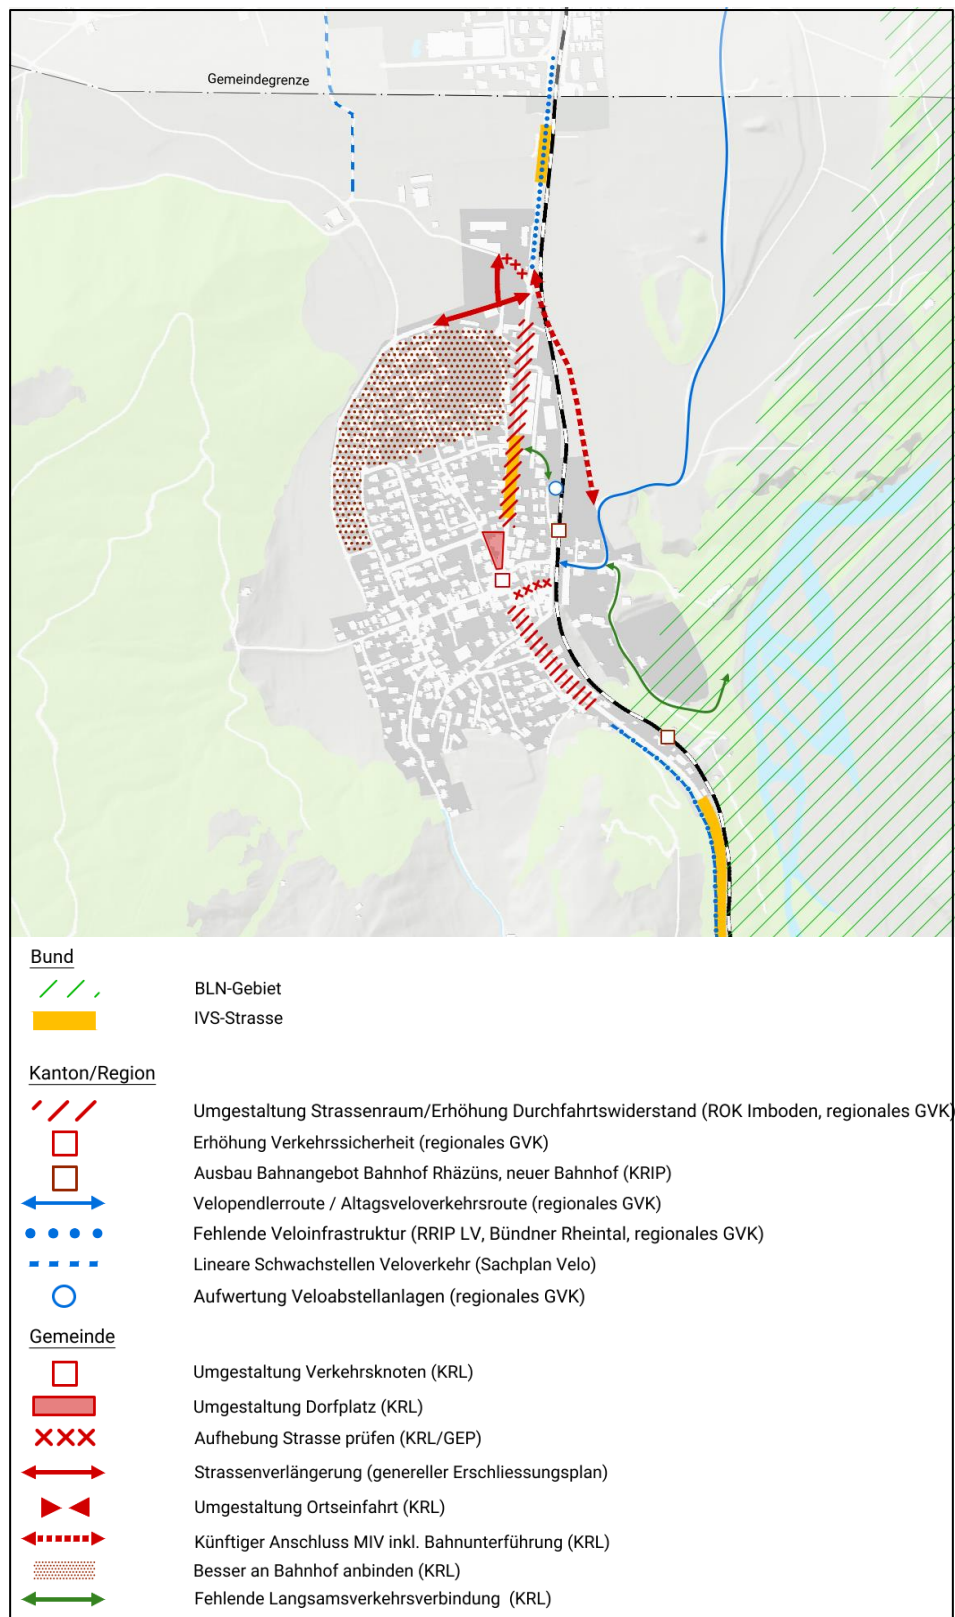 Gemeindegrenze
Bund
BLN-Gebiet
IVS-Strasse
Kanton/Region
Umgestaltung Strassenraum/Erhöhung Durchfahrtswiderstand (ROK Imboden, regionales GVK)
Erhöhung Verkehrssicherheit (regionales GVK)
Ausbau Bahnangebot Bahnhof Rhäzüns, neuer Bahnhof (KRIP)
Velopendlerroute / Altagsveloverkehrsroute (regionales GVK)
Fehlende Veloinfrastruktur (RRIP LV, Bündner Rheintal, regionales GVK)
Lineare Schwachstellen Veloverkehr (Sachplan Velo)
Aufwertung Veloabstellanlagen (regionales GVK)
Gemeinde
Umgestaltung Verkehrsknoten (KRL)
Umgestaltung Dorfplatz (KRL)
Aufhebung Strasse prüfen (KRL/GEP)
Strassenverlängerung (genereller Erschliessungsplan)
Umgestaltung Ortseinfahrt (KRL)
Künftiger Anschluss MIV inkl. Bahnunterführung (KRL)
Besser an Bahnhof anbinden (KRL)
Fehlende Langsamsverkehrsverbindung (KRL)